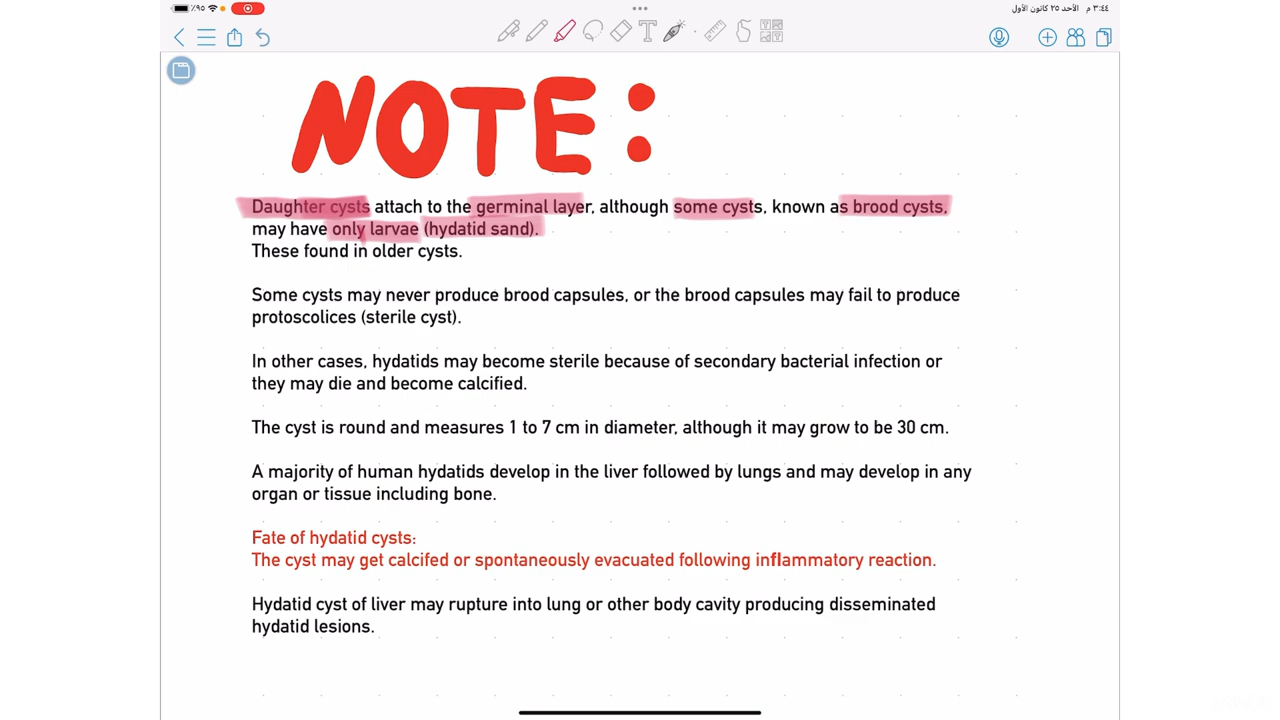 ٪٩٥
٣:٤٤ م الأحد ٢٥ كانون الأول
NOTE:
Daughter cysts attach to the germinal layer, although some cysts, known as brood cysts,
may have only larvae (hydatid sand).
These found in older cysts.
Some cysts may never produce brood capsules, or the brood capsules may fail to produce
protoscolices (sterile cyst).
In other cases, hydatids may become sterile because of secondary bacterial infection or
they may die and become calcified.
The cyst is round and measures 1 to 7 cm in diameter, although it may grow to be 30 cm.
A majority of human hydatids develop in the liver followed by lungs and may develop in any
organ or tissue including bone.
Fate of hydatid cysts:
The cyst may get calcifed or spontaneously evacuated following inflammatory reaction.
Hydatid cyst of liver may rupture into lung or other body cavity producing disseminated
hydatid lesions.